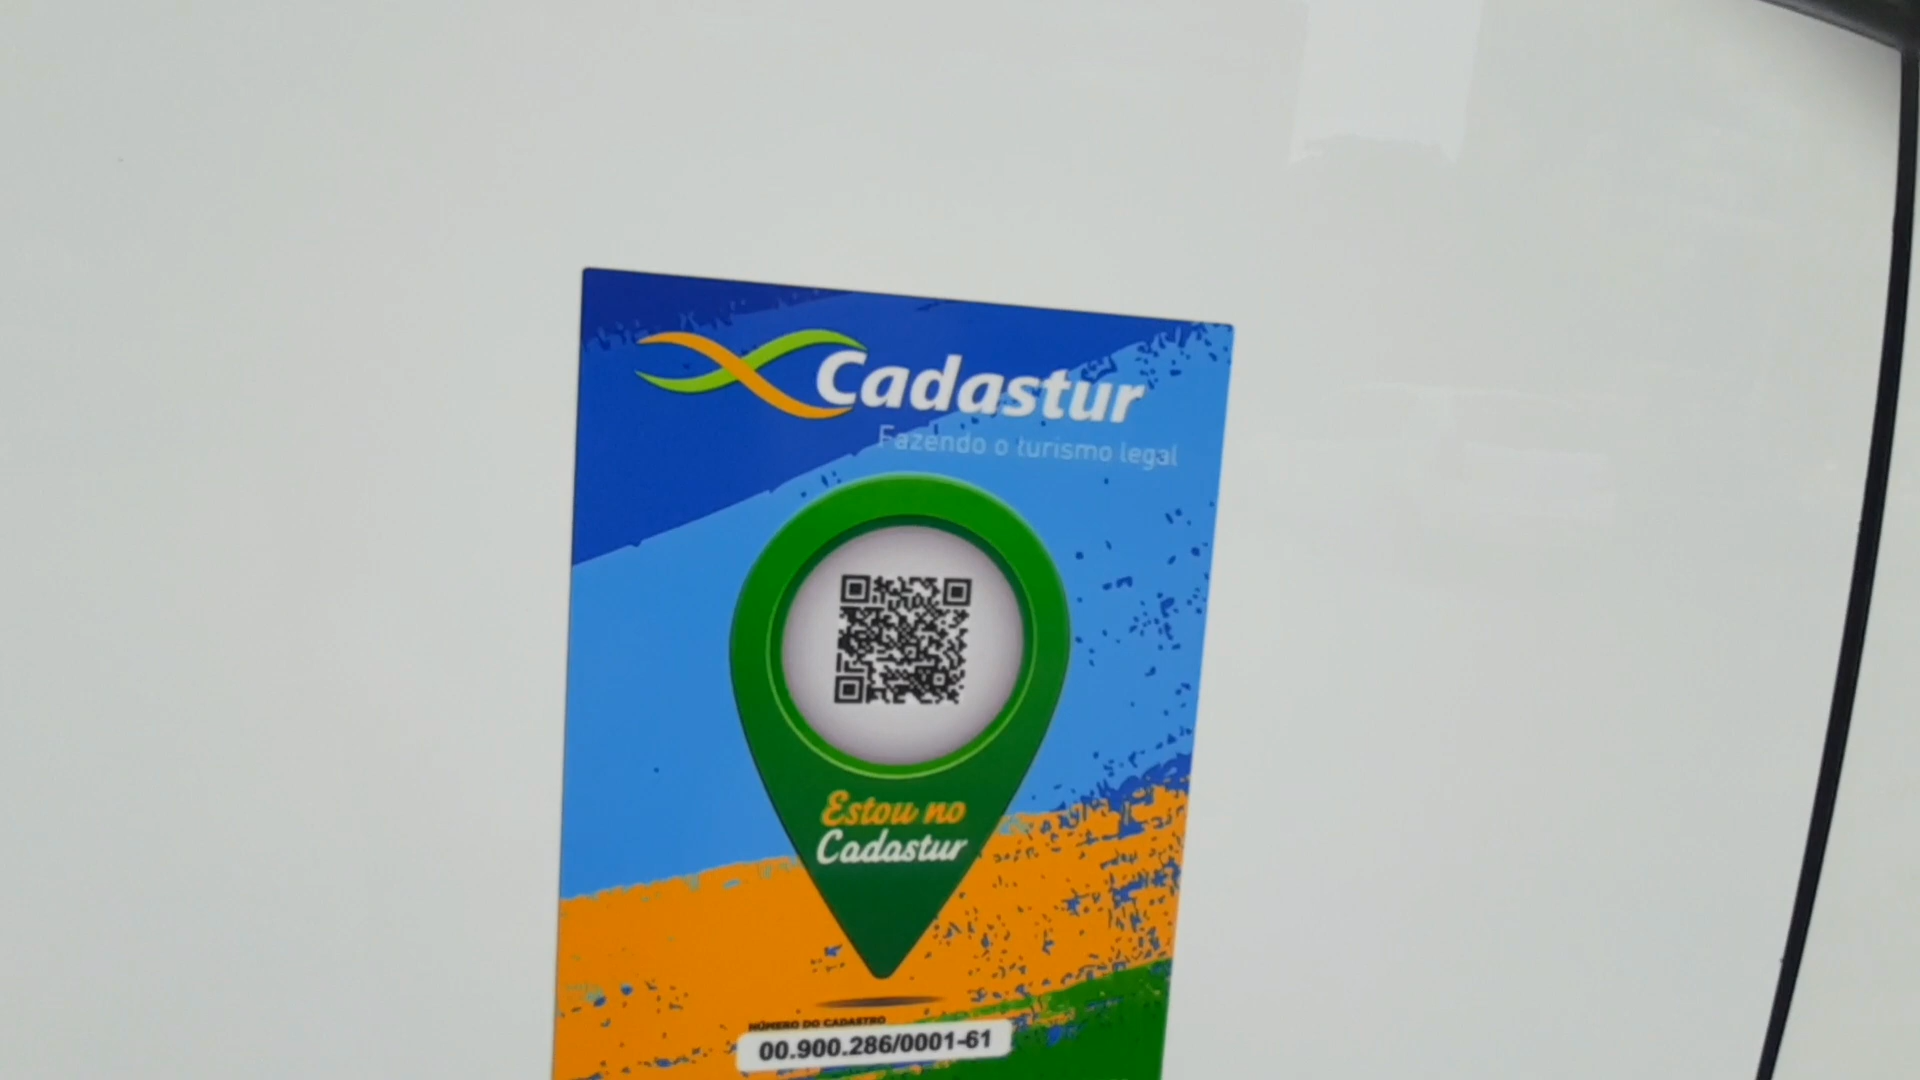 Cadastur
Fazendo o turismo legal
Estou no
Cadastur
NÚMERO DO CADASTRO
00.900.286/0001-61